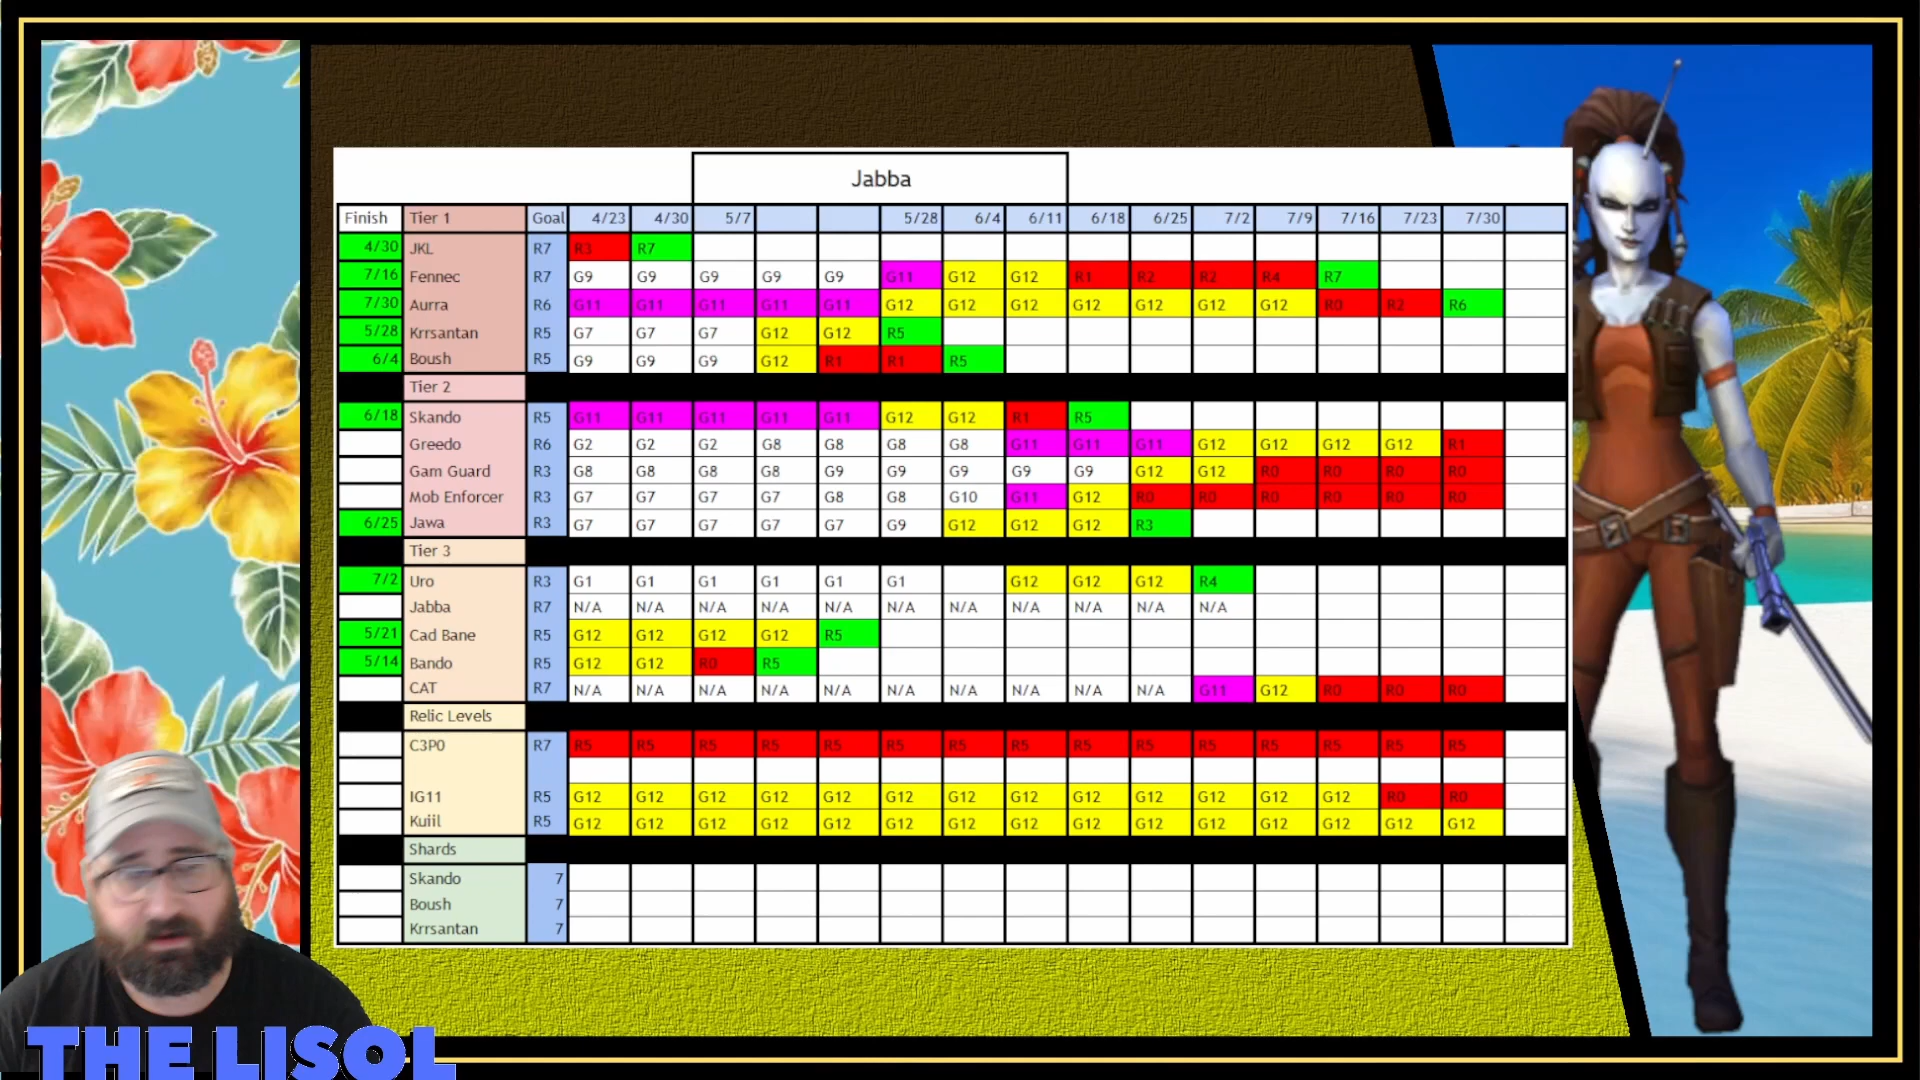 Jabba
Finish Tier 1 Goal 4/23 4/30 5/7 5/28 6/4 6/11 6/18 6/25 7/2 7/9 7/16 7/23 7/30
4/30 JKL R7 R3 R7
7/16 Fennec R7 G9 G9 G9 G9 G9 G11 G12 G12 R1 R2 R2 R4 R7
7/30 Aurra R6 G11 G11 G11 G11 G11 G12 G12 G12 G12 G12 G12 G12 R0 R2 R6
5/28 Krrsantan R5 G7 G7 G7 G12 G12 R5
6/4 Boush R5 G9 G9 G9 G12 R1 R1 R5
Tier 2
6/18 Skando R5 G11 G11 G11 G11 G11 G12 G12 R1 R5
Greedo R6 G2 G2 G2 G8 G8 G8 G8 G11 G11 G11 G12 G12 G12 G12 R1
Gam Guard R3 G8 G8 G8 G8 G9 G9 G9 G9 G9 G12 G12 R0 R0 R0 R0
Mob Enforcer R3 G7 G7 G7 G7 G8 G8 G10 G11 G12 R0 R0 R0 R0 R0 R0
6/25 Jawa R3 G7 G7 G7 G7 G7 G9 G12 G12 G12 R3
Tier 3
7/2 Uro R3 G1 G1 G1 G1 G1 G1 G12 G12 G12 R4
Jabba R7 N/A N/A N/A N/A N/A N/A N/A N/A N/A N/A N/A
5/21 Cad Bane R5 G12 G12 G12 G12 R5
5/14 Bando R5 G12 G12 R0 R5
CAT R7 N/A N/A N/A N/A N/A N/A N/A N/A N/A N/A G11 G12 R0 R0 R0
Relic Levels
C3P0 R7 R5 R5 R5 R5 R5 R5 R5 R5 R5 R5 R5 R5 R5 R5 R5
IG11 R5 G12 G12 G12 G12 G12 G12 G12 G12 G12 G12 G12 G12 G12 R0 R0
Kuiil R5 G12 G12 G12 G12 G12 G12 G12 G12 G12 G12 G12 G12 G12 G12 G12
Shards
Skando 7
Boush 7
Krrsantan 7
THE LISOL